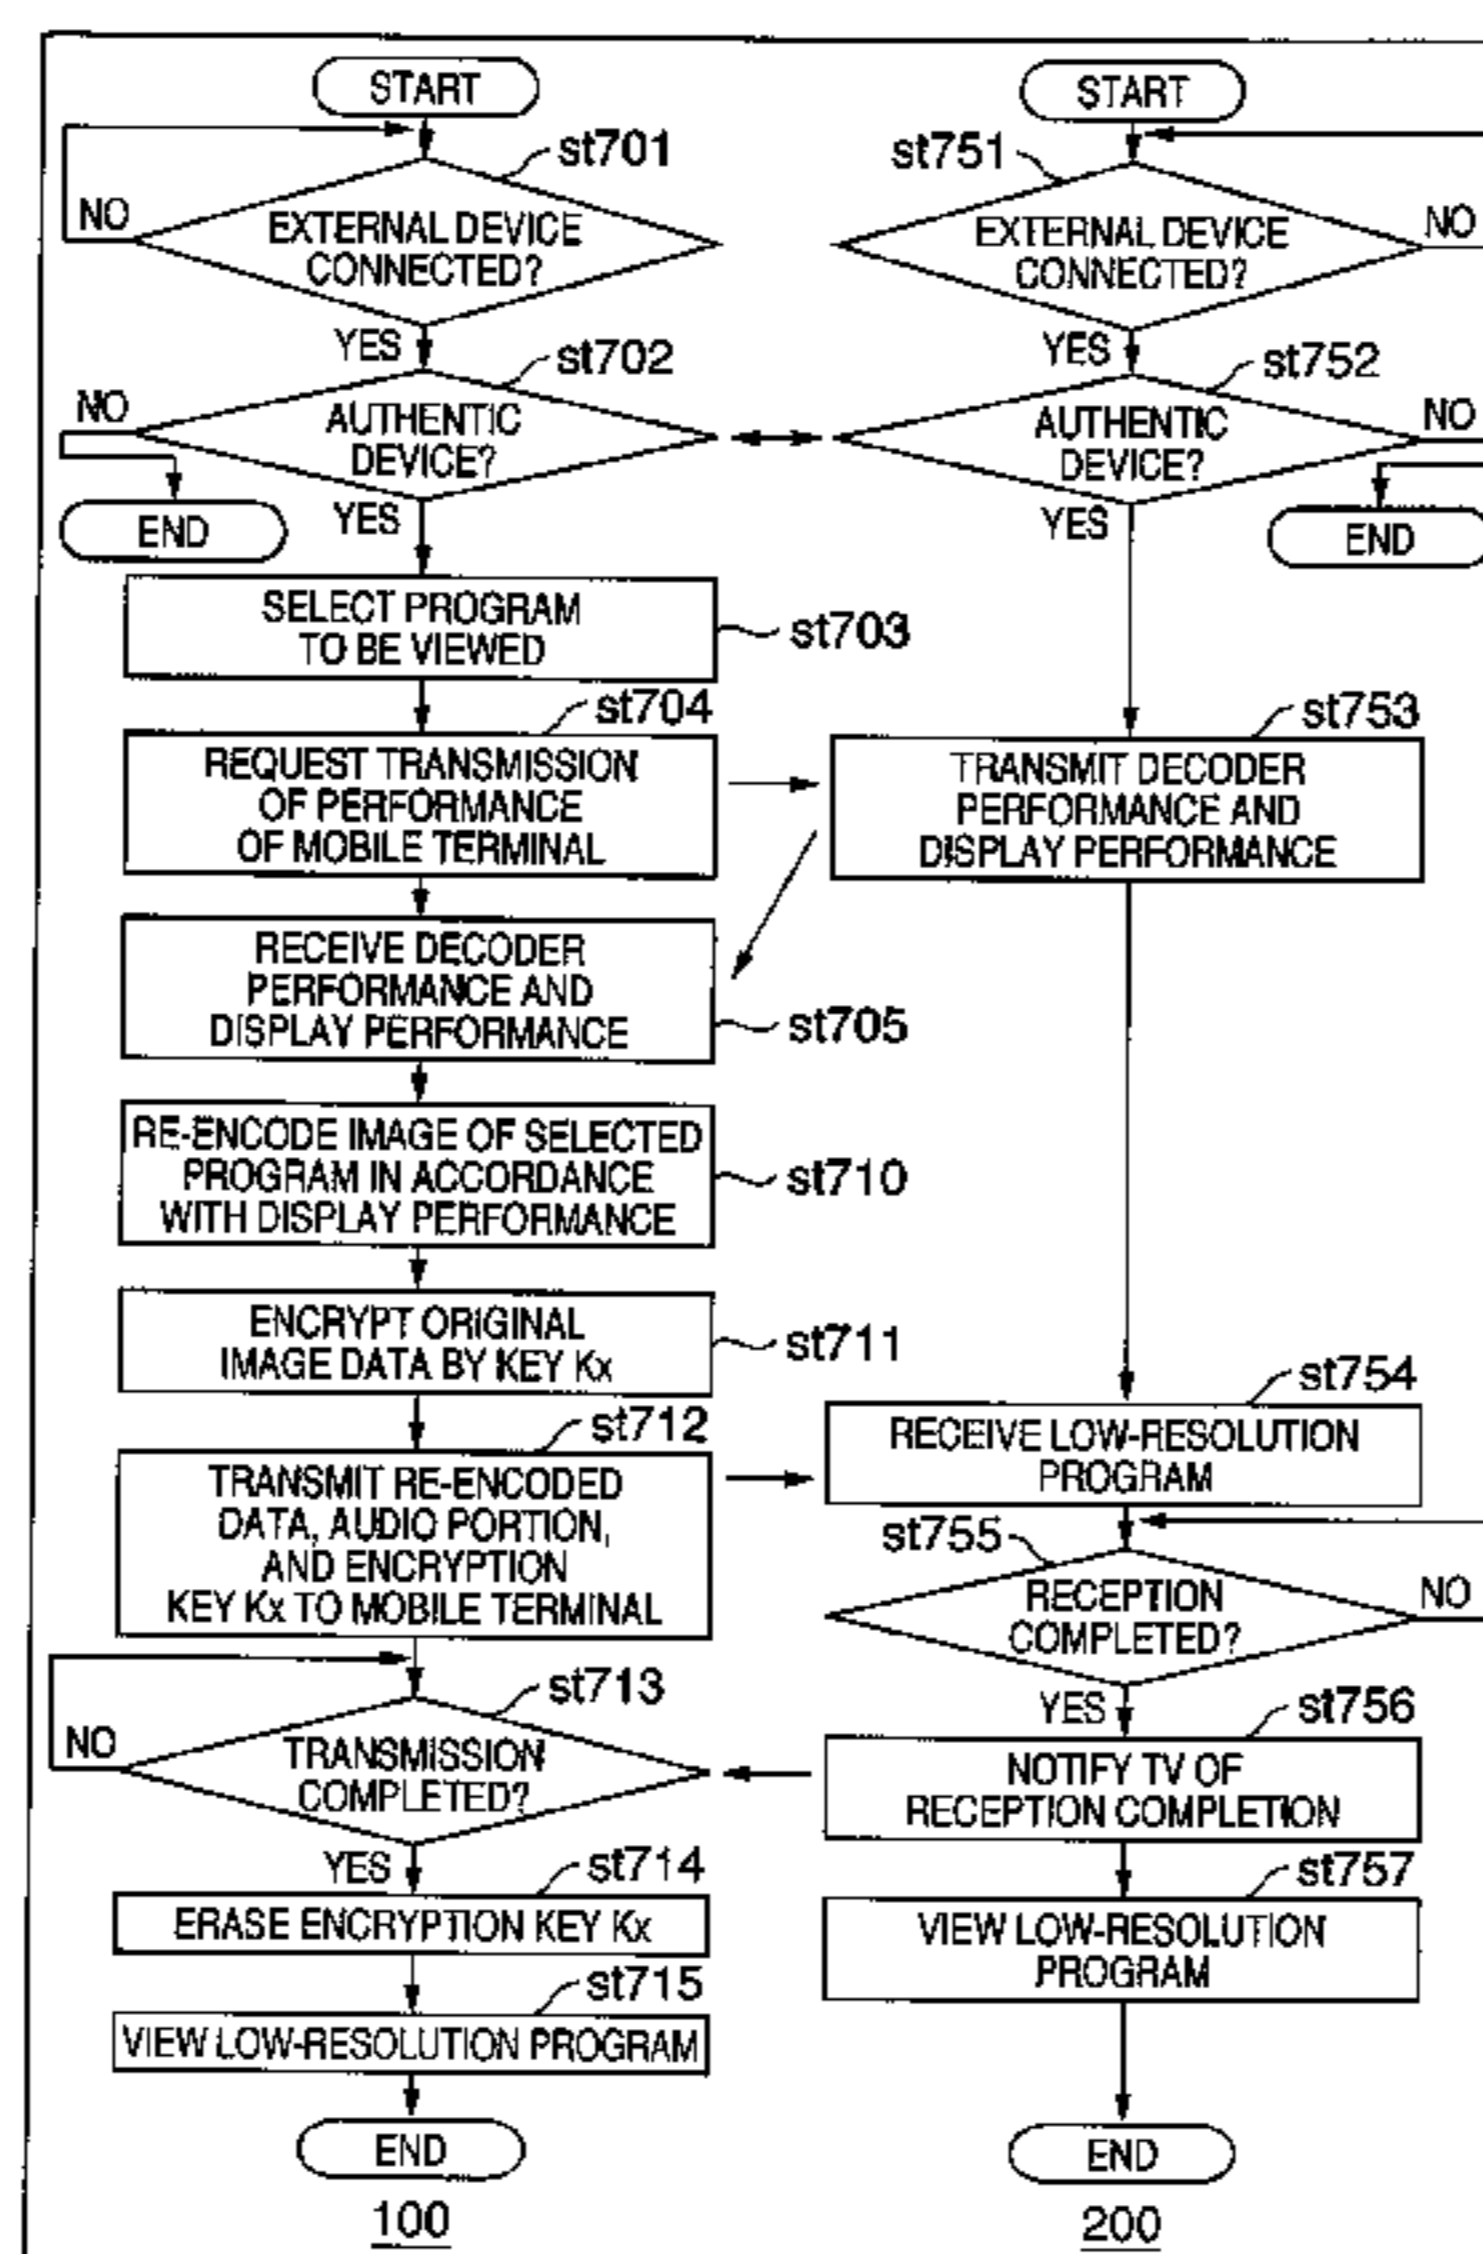 START
st701
NO
EXTERNAL DEVICE
CONNECTED?
YES
st702
NO
AUTHENTIC
DEVICE?
END
YES
SELECT PROGRAM
TO BE VIEWED
st703
st704
REQUEST TRANSMISSION
OF PERFORMANCE
OF MOBILE TERMINAL
RECEIVE DECODER
PERFORMANCE AND
DISPLAY PERFORMANCE
st705
RE-ENCODE IMAGE OF SELECTED
PROGRAM IN ACCORDANCE
WITH DISPLAY PERFORMANCE
st710
ENCRYPT ORIGINAL
IMAGE DATA BY KEY Kx
st711
st712
TRANSMIT RE-ENCODED
DATA, AUDIO PORTION,
AND ENCRYPTION
KEY Kx TO MOBILE TERMINAL
st713
NO
TRANSMISSION
COMPLETED?
YES
st714
ERASE ENCRYPTION KEY Kx
st715
VIEW LOW-RESOLUTION PROGRAM
END
100
START
st751
NO
EXTERNAL DEVICE
CONNECTED?
YES
st752
NO
AUTHENTIC
DEVICE?
YES
END
st753
TRANSMIT DECODER
PERFORMANCE AND
DISPLAY PERFORMANCE
st754
RECEIVE LOW-RESOLUTION
PROGRAM
st755
RECEPTION
COMPLETED?
NO
YES
st756
NOTIFY TV OF
RECEPTION COMPLETION
st757
VIEW LOW-RESOLUTION
PROGRAM
END
200